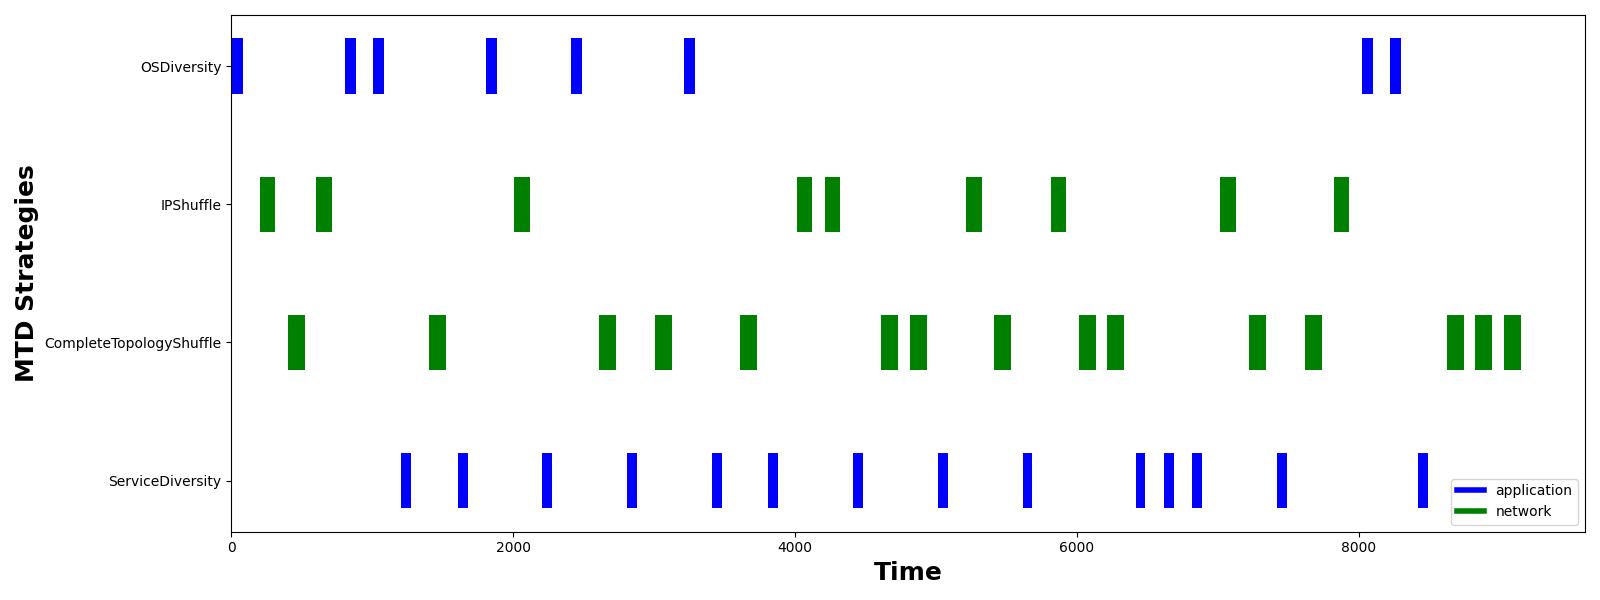 MTD Strategies
OSDiversity
IPShuffle
CompleteTopologyShuffle
ServiceDiversity
application
network
0
2000
4000
6000
8000
Time